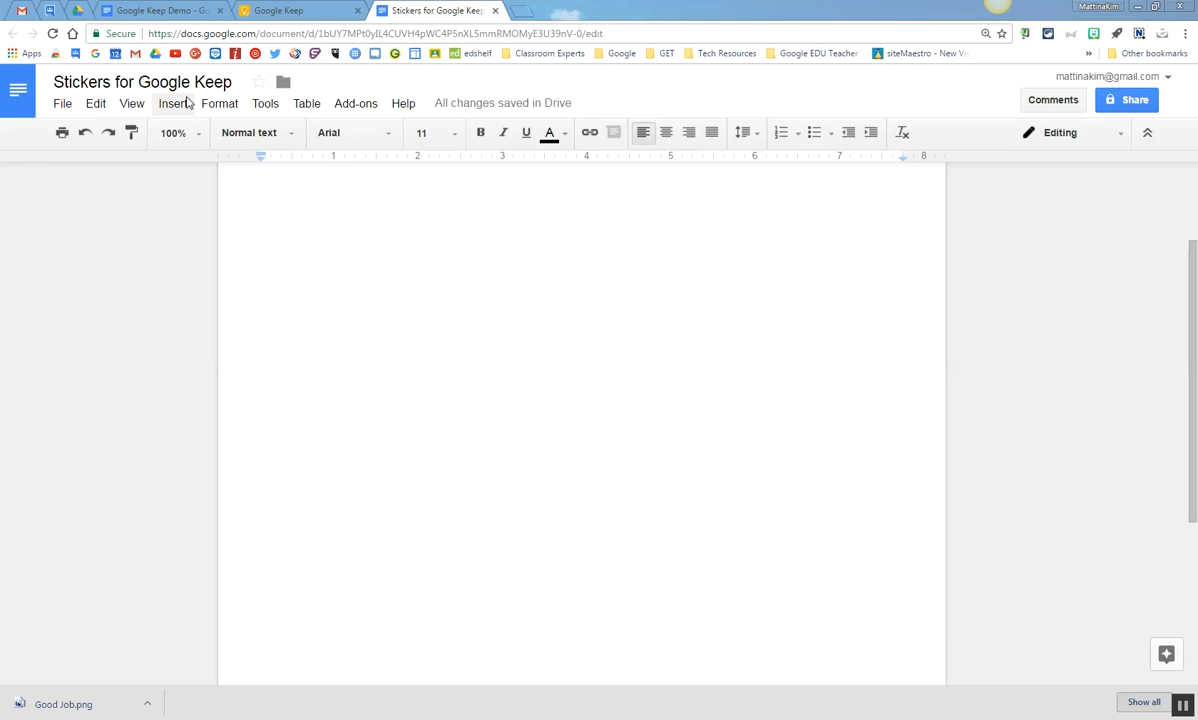 Google Keep Demo - Go
Google Keep
Stickers for Google Keep
MattinaKim
Secure
https://docs.google.com/document/d/1bUY7MPt0yIL4CUVH4pWC4P5nXL5mmRMOMyE3U39nV-0/edit
Apps
edshelf
Classroom Experts
Google
GET
Tech Resources
Google EDU Teacher
siteMaestro - New Vi
Other bookmarks
Stickers for Google Keep
mattinakim@gmail.com
File Edit View Insert Format Tools Table Add-ons Help All changes saved in Drive
Comments
Share
100% Normal text Arial 11 B I U A
Editing
1 2 3 4 5 6 7 8
Good Job.png
Show all